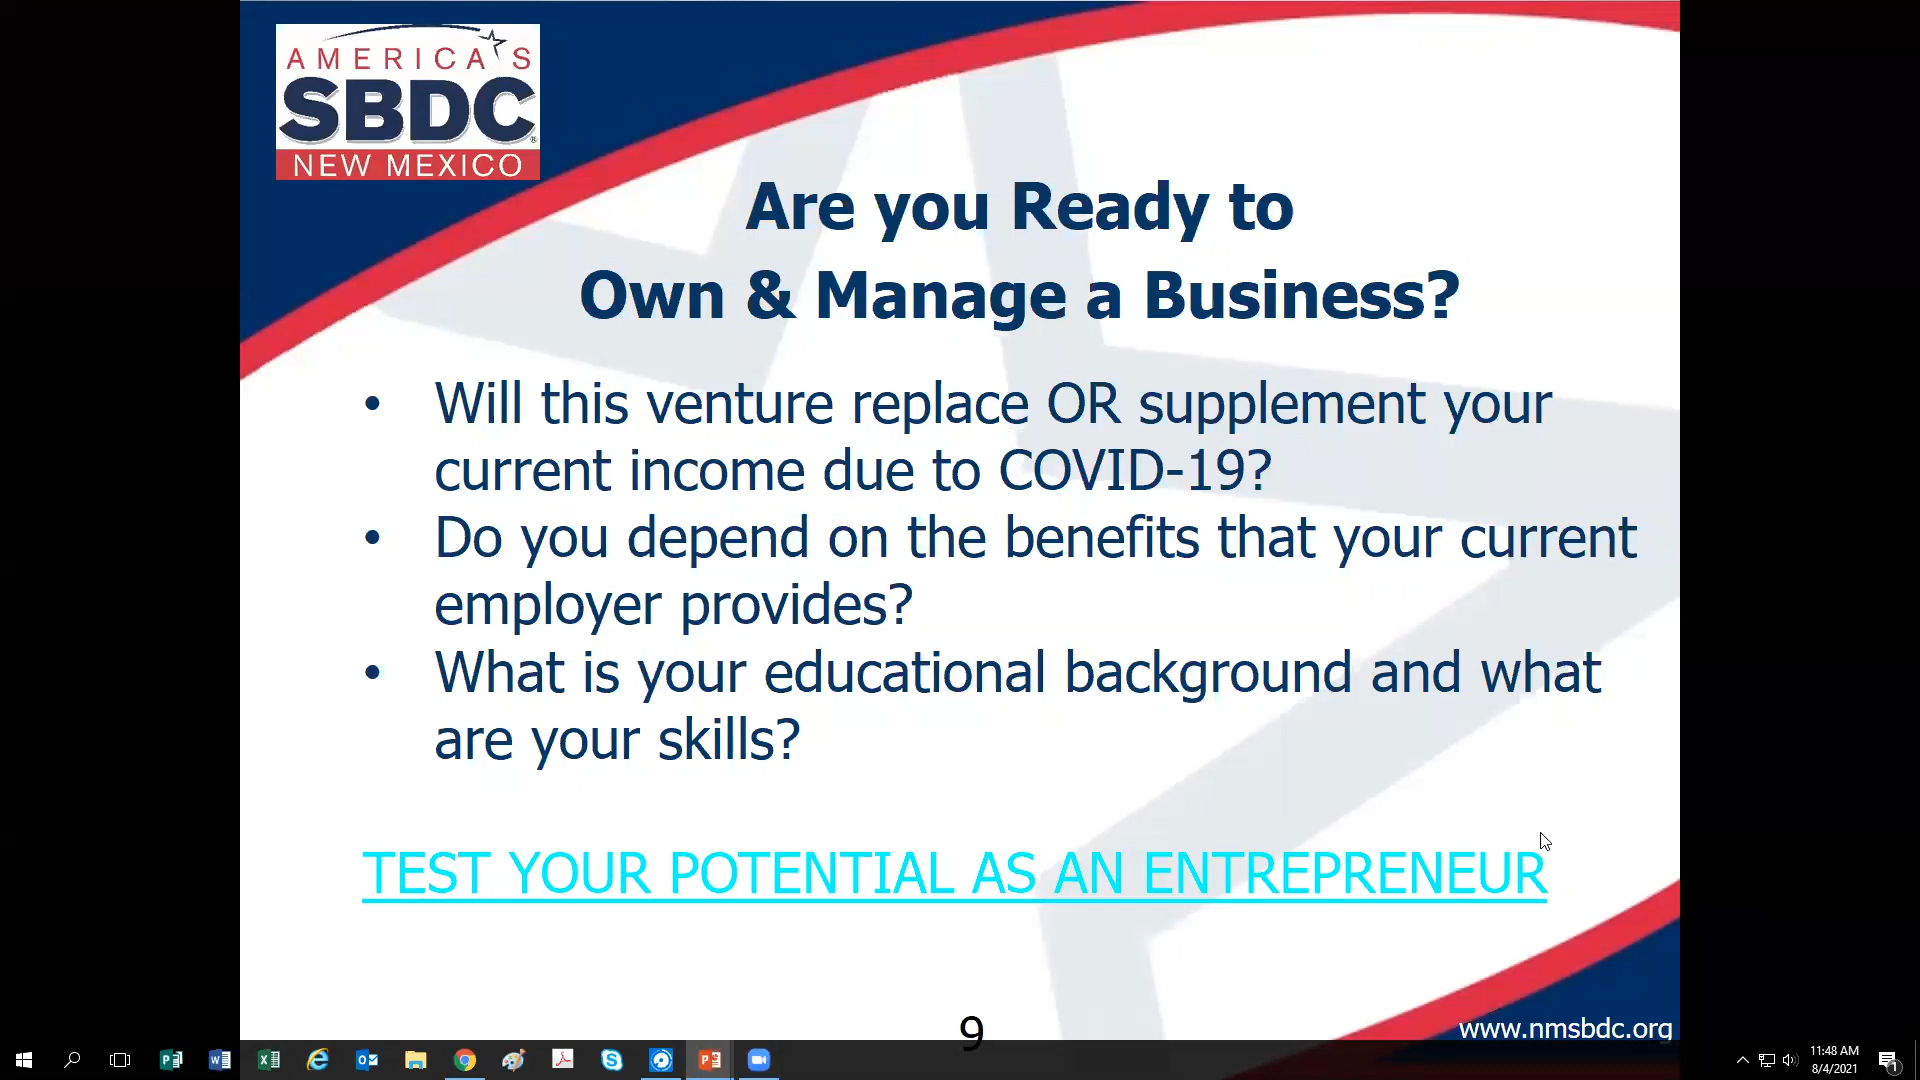 AMERICA'S
SBDC
NEW MEXICO
Are you Ready to
Own & Manage a Business?
• Will this venture replace OR supplement your
current income due to COVID-19?
• Do you depend on the benefits that your current
employer provides?
• What is your educational background and what
are your skills?
TEST YOUR POTENTIAL AS AN ENTREPRENEUR
9
www.nmsbdc.org
11:48 AM
8/4/2021